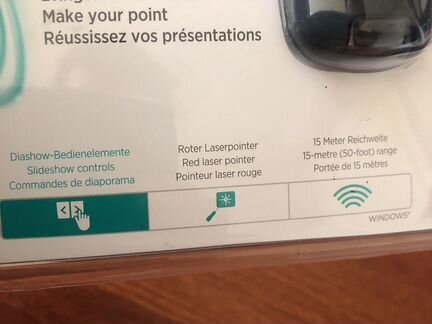 Make your point
Réussissez vos présentations
Diashow-Bedienelemente
Slideshow controls
Commandes de diaporama
Roter Laserpointer
Red laser pointer
Pointeur laser rouge
15 Meter Reichweite
15-metre (50-foot) range
Portée de 15 mètres
WINDOWS®